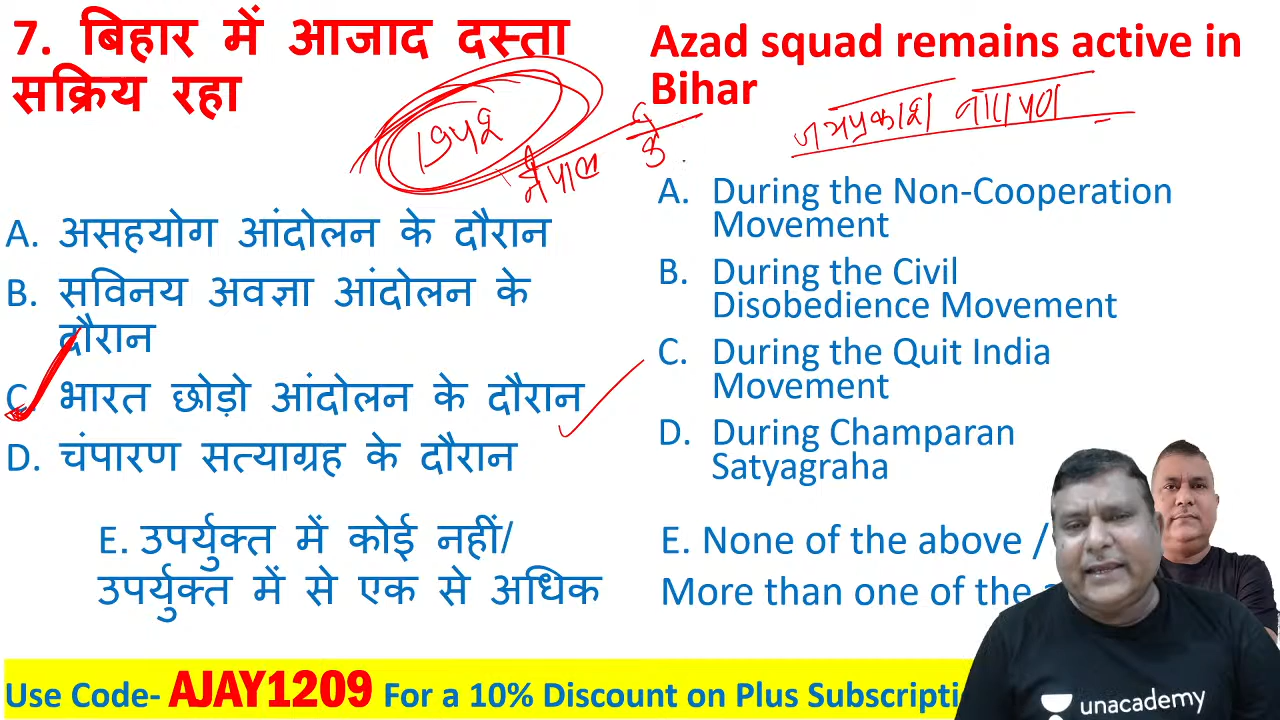 7. बिहार में आजाद दस्ता
सक्रिय रहा
A. असहयोग आंदोलन के दौरान
B. सविनय अवज्ञा आंदोलन के
दौरान
C. भारत छोड़ो आंदोलन के दौरान
D. चंपारण सत्याग्रह के दौरान
E. उपर्युक्त में कोई नहीं/
उपर्युक्त में से एक से अधिक
Azad squad remains active in
Bihar
जयप्रकाश नारायण
नेपाल के
A. During the Non-Cooperation
Movement
B. During the Civil
Disobedience Movement
C. During the Quit India
Movement
D. During Champaran
Satyagraha
E. None of the above /
More than one of the
Use Code- AJAY1209 For a 10% Discount on Plus
unacademy